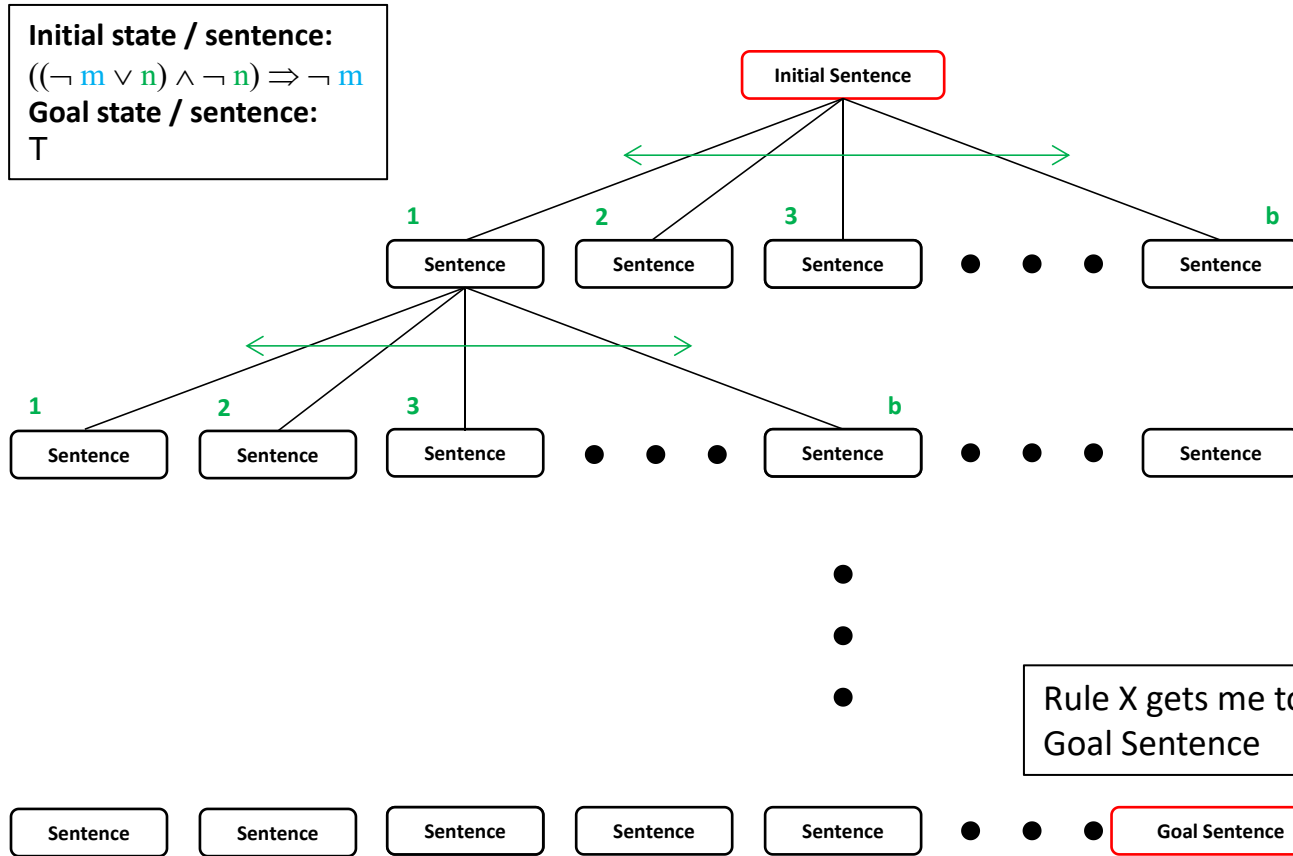 Initial state / sentence:
((¬ m ∨ n) ∧ ¬ n) ⇒ ¬ m
Goal state / sentence:
T
Initial Sentence
1 2 3 b
Sentence Sentence Sentence ● ● ● Sentence
1 2 3 b
Sentence Sentence Sentence ● ● ● Sentence ● ● ● Sentence
●
●
●
Rule X gets me to
Goal Sentence
Sentence Sentence Sentence Sentence Sentence ● ● ● Goal Sentence